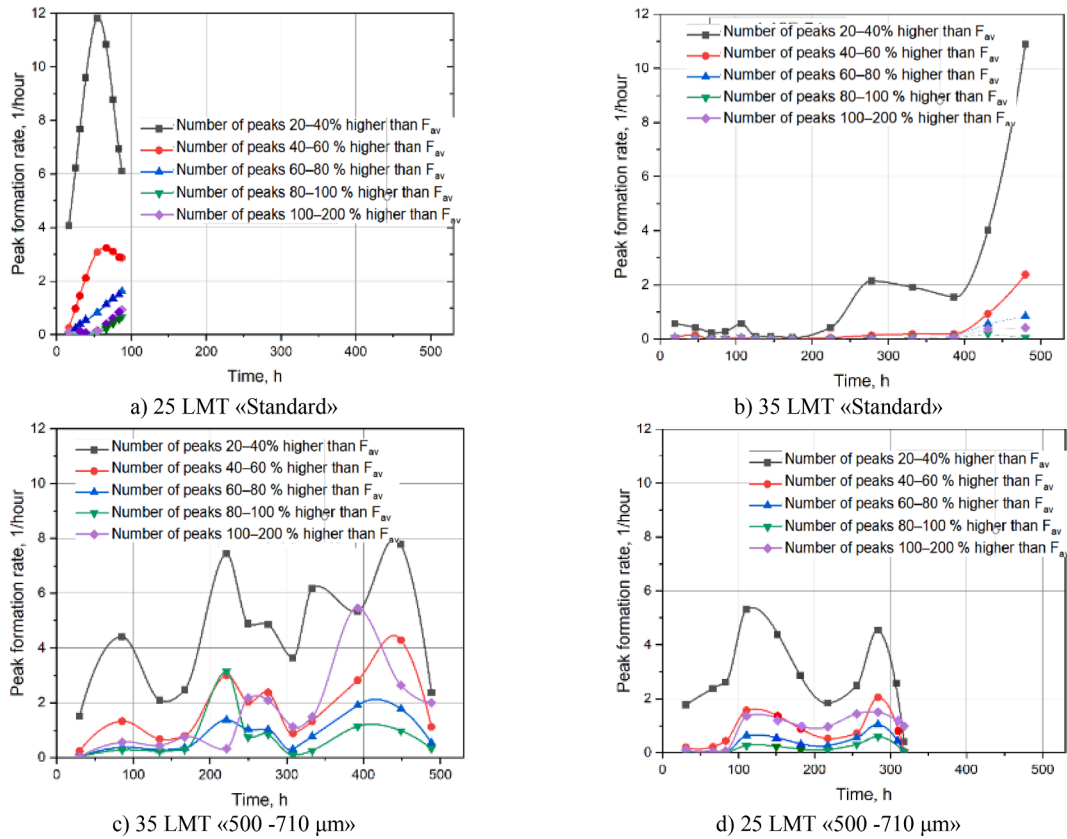 Peak formation rate, 1/hour
12
10
8
6
4
2
0
Number of peaks 20–40% higher than Fav
Number of peaks 40–60 % higher than Fav
Number of peaks 60–80 % higher than Fav
Number of peaks 80–100 % higher than Fav
Number of peaks 100–200 % higher than Fav
0 100 200 300 400 500
Time, h
a) 25 LMT «Standard»
Peak formation rate, 1/hour
12
10
8
6
4
2
0
Number of peaks 20–40% higher than Fav
Number of peaks 40–60 % higher than Fav
Number of peaks 60–80 % higher than Fav
Number of peaks 80–100 % higher than Fav
Number of peaks 100–200 % higher than Fav
0 100 200 300 400 500
Time, h
b) 35 LMT «Standard»
Peak formation rate, 1/hour
12
10
8
6
4
2
0
Number of peaks 20–40% higher than Fav
Number of peaks 40–60 % higher than Fav
Number of peaks 60–80 % higher than Fav
Number of peaks 80–100 % higher than Fav
Number of peaks 100–200 % higher than Fav
0 100 200 300 400 500
Time, h
c) 35 LMT «500 -710 μm»
Peak formation rate, 1/hour
12
10
8
6
4
2
0
Number of peaks 20–40% higher than Fav
Number of peaks 40–60 % higher than Fav
Number of peaks 60–80 % higher than Fav
Number of peaks 80–100 % higher than Fav
Number of peaks 100–200 % higher than Fav
0 100 200 300 400 500
Time, h
d) 25 LMT «500 -710 μm»